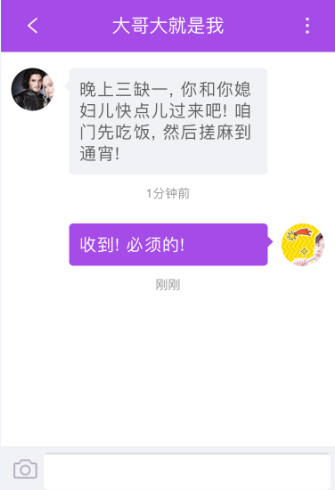 大哥大就是我
晚上三缺一, 你和你媳
妇儿快点儿过来吧! 咱
门先吃饭, 然后搓麻到
通宵!
1分钟前
收到! 必须的!
刚刚